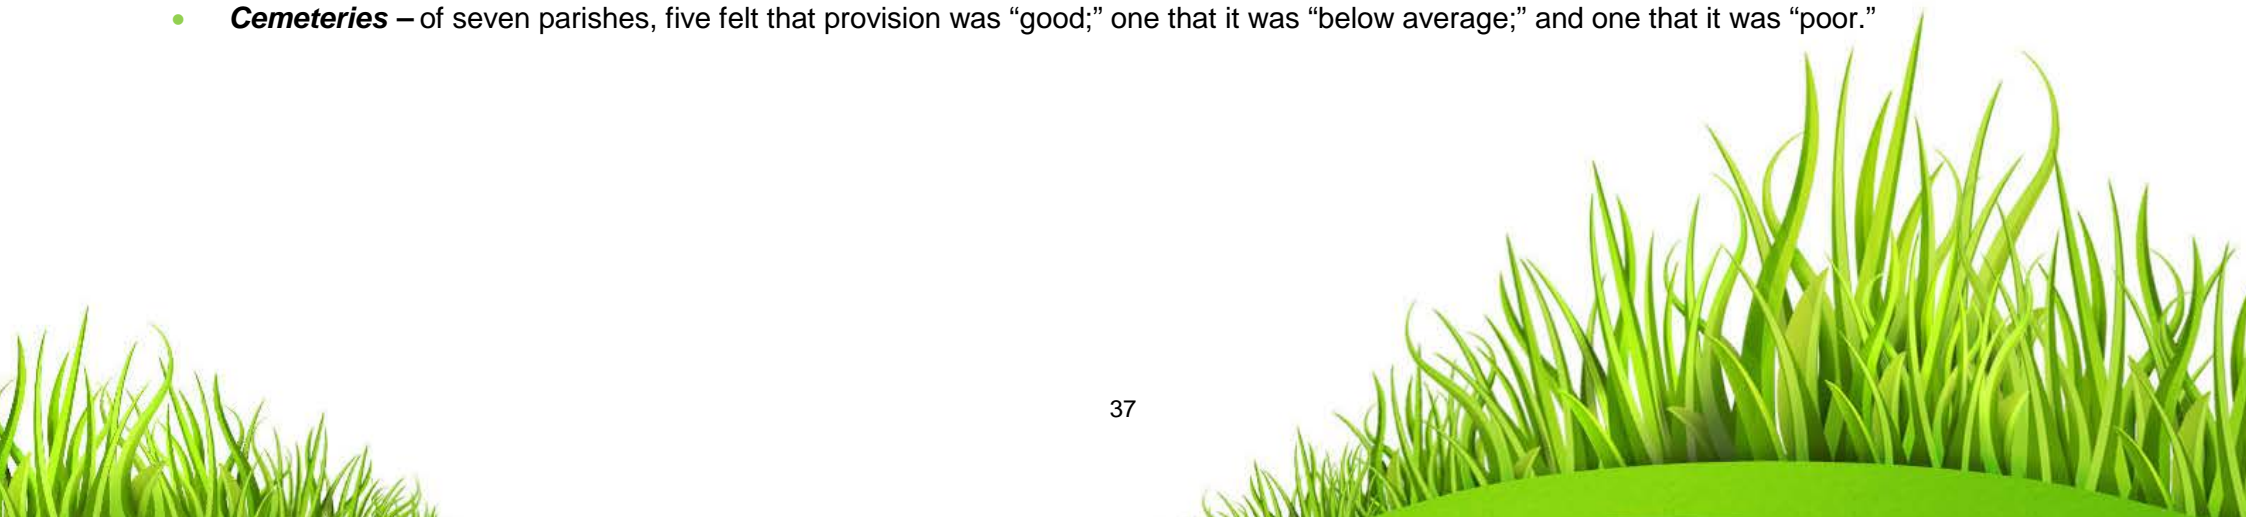 • Cemeteries – of seven parishes, five felt that provision was “good;” one that it was “below average;” and one that it was “poor.”
37